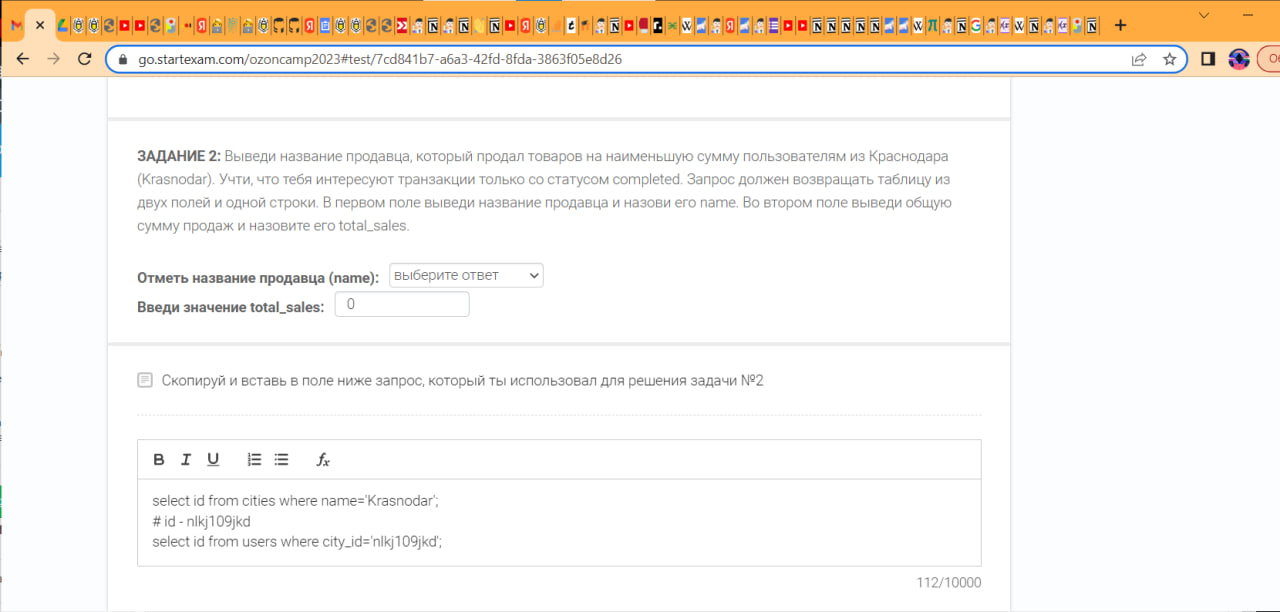 go.startexam.com/ozoncamp2023#test/7cd841b7-a6a3-42fd-8fda-3863f05e8d26
ЗАДАНИЕ 2: Выведи название продавца, который продал товаров на наименьшую сумму пользователям из Краснодара
(Krasnodar). Учти, что тебя интересуют транзакции только со статусом completed. Запрос должен возвращать таблицу из
двух полей и одной строки. В первом поле выведи название продавца и назови его name. Во втором поле выведи общую
сумму продаж и назовите его total_sales.
Отметь название продавца (name): выберите ответ
Введи значение total_sales: 0
Скопируй и вставь в поле ниже запрос, который ты использовал для решения задачи №2
B I U fx
select id from cities where name='Krasnodar';
# id - nlkj109jkd
select id from users where city_id='nlkj109jkd';
112/10000